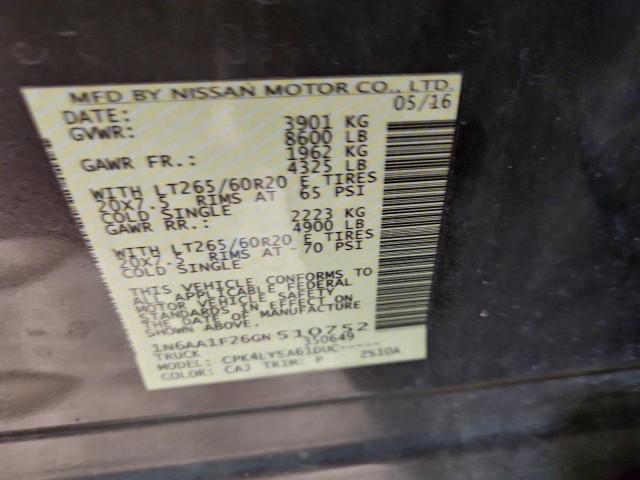 MFD BY NISSAN MOTOR CO., LTD.
DATE: 05/16
GVWR: 3901 KG
8600 LB
GAWR FR.: 1962 KG
4325 LB
WITH LT265/60R20 E TIRES
20X7.5 RIMS AT 65 PSI
COLD SINGLE
GAWR RR.: 2223 KG
4900 LB
WITH LT265/60R20 E TIRES
20X7.5 RIMS AT 70 PSI
COLD SINGLE
THIS VEHICLE CONFORMS TO
ALL APPLICABLE FEDERAL
MOTOR VEHICLE SAFETY
STANDARDS IN EFFECT ON
THE DATE OF MANUFACTURE
SHOWN ABOVE.
1N6AA1F26GN510752
TRUCK 350649
MODEL: CPK4LYSA61DUC-----
COLOR: CAJ TRIM: P ZS10A